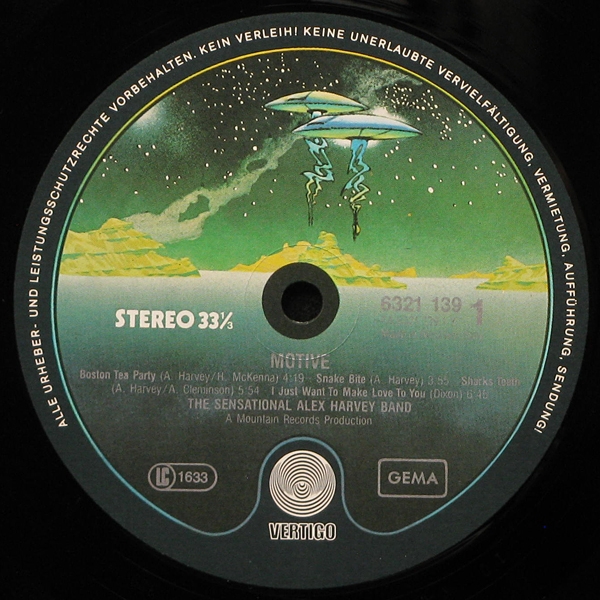 ALLE URHEBER- UND LEISTUNGSSCHUTZRECHTE VORBEHALTEN. KEIN VERLEIH! KEINE UNERLAUBTE VERVIELFÄLTIGUNG, VERMIETUNG, AUFFÜHRUNG, SENDUNG!
STEREO 33⅓
6321 139 1
MOTIVE
Boston Tea Party (A. Harvey/H. McKenna) 4:19 Snake Bite (A. Harvey) 3:55 Sharks Teeth
(A. Harvey/A. Cleminson) 5:54 I Just Want To Make Love To You (Dixon) 6:40
THE SENSATIONAL ALEX HARVEY BAND
A Mountain Records Production
LC 1633
GEMA
VERTIGO